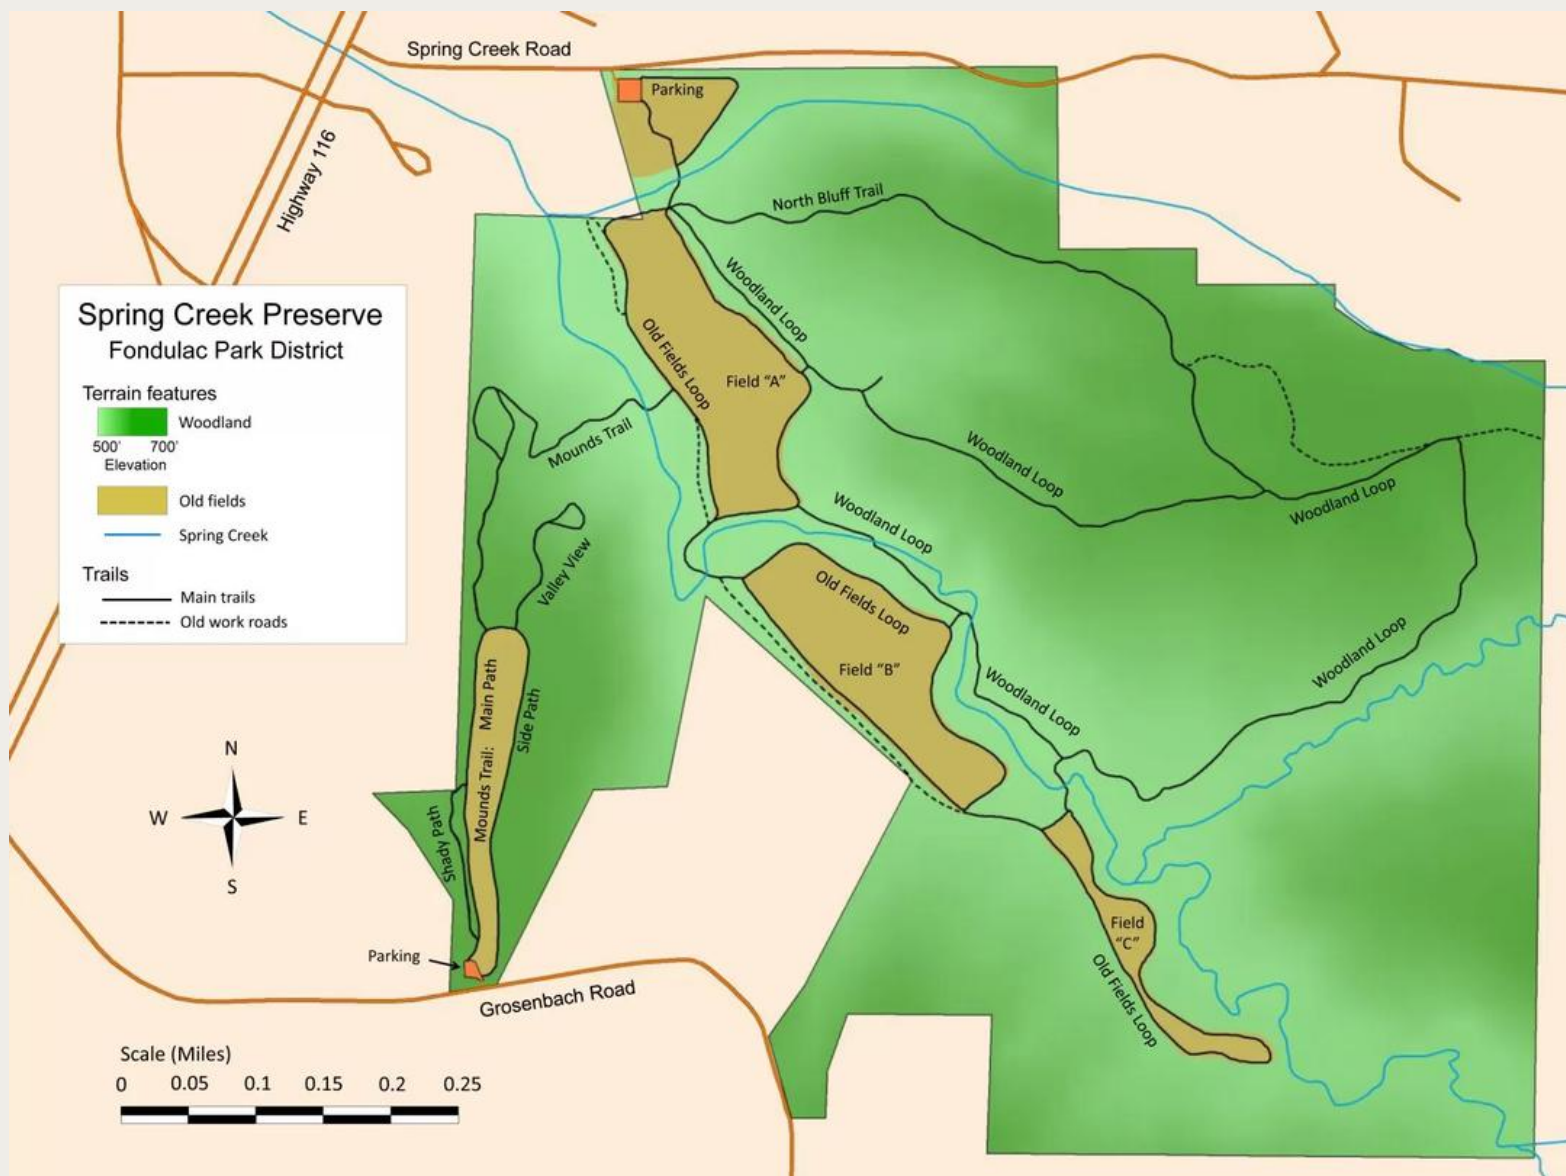 Spring Creek Road
Parking
Highway 116
North Bluff Trail
Woodland Loop
Spring Creek Preserve
Fondulac Park District
Terrain features
Woodland
500' 700'
Elevation
Old fields
Spring Creek
Trails
Main trails
Old work roads
Old Fields Loop
Field "A"
Mounds Trail
Woodland Loop
Woodland Loop
Woodland Loop
Valley View
Old Fields Loop
Field "B"
Woodland Loop
Woodland Loop
Mounds Trail: Main Path
Side Path
Shady Path
N
W E
S
Field
"C"
Old Fields Loop
Parking
Grosenbach Road
Scale (Miles)
0 0.05 0.1 0.15 0.2 0.25